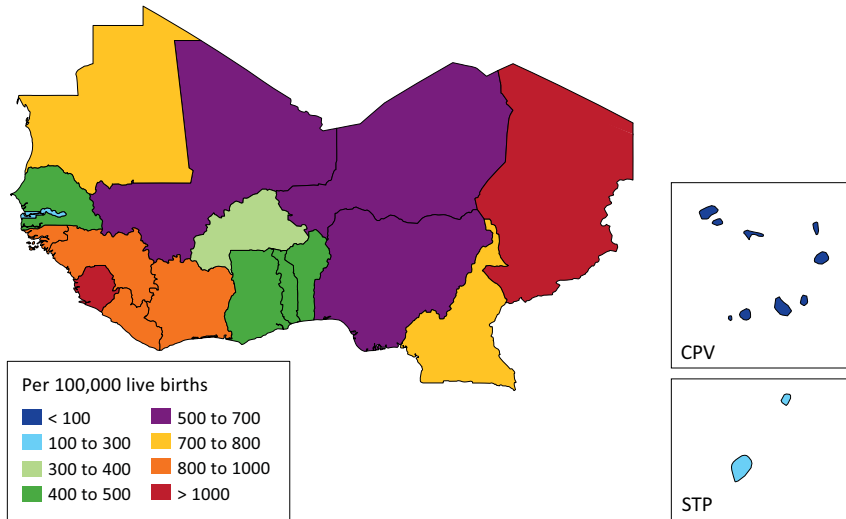 CPV
Per 100,000 live births
< 100
500 to 700
100 to 300
700 to 800
300 to 400
800 to 1000
400 to 500
> 1000
STP